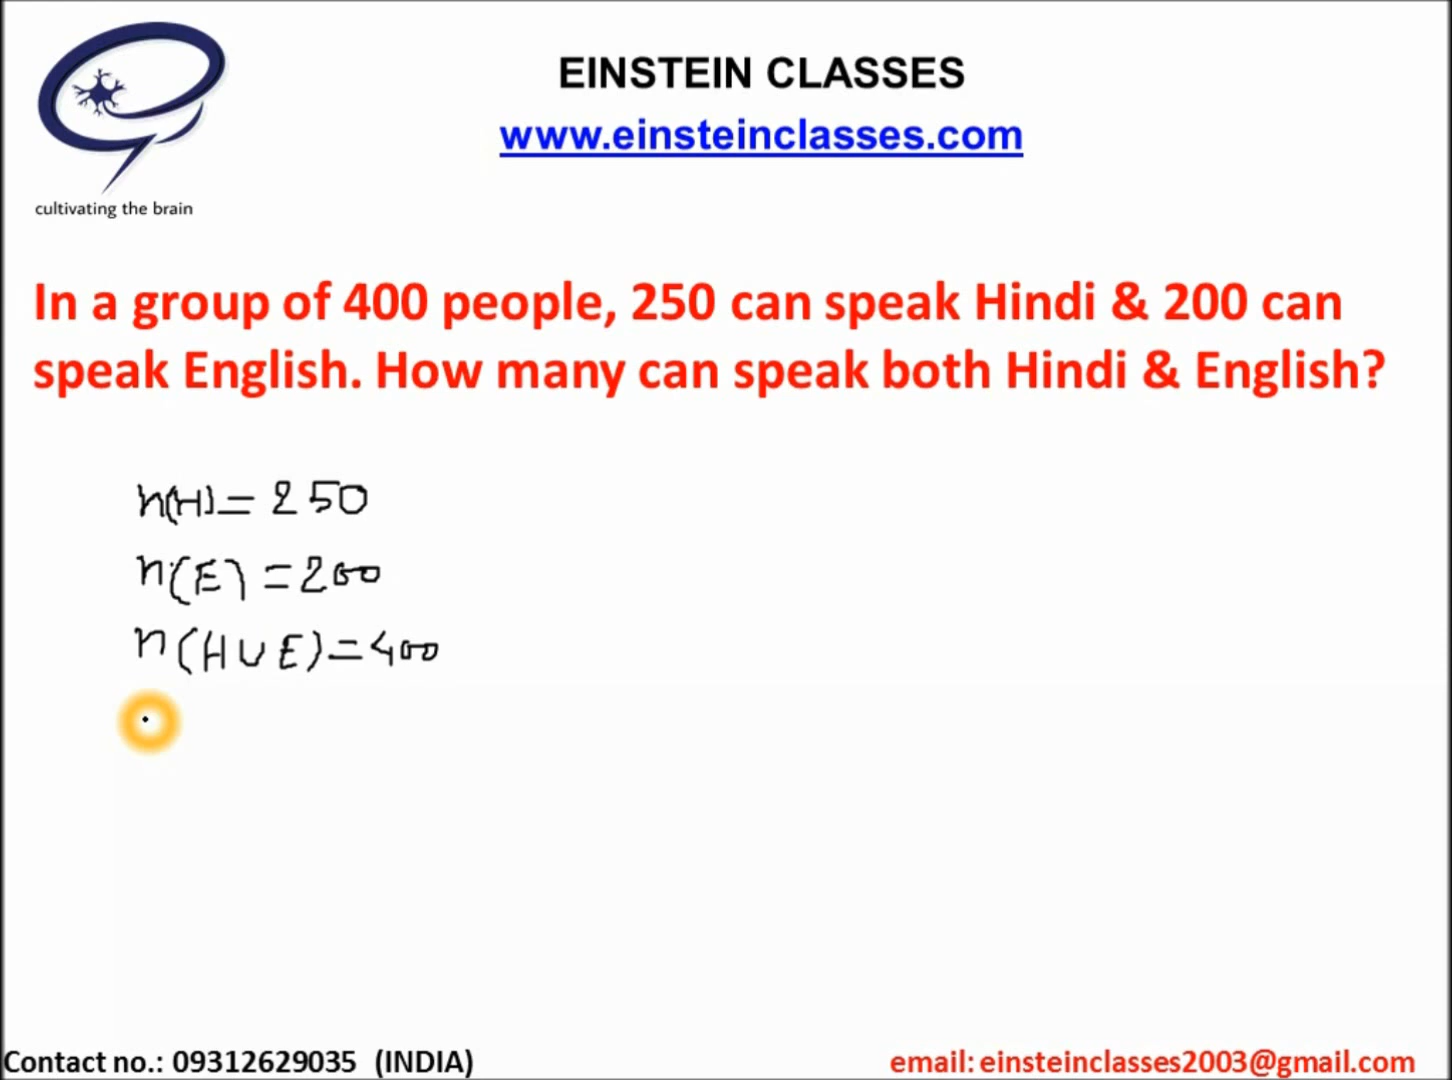 EINSTEIN CLASSES
www.einsteinclasses.com
cultivating the brain
In a group of 400 people, 250 can speak Hindi & 200 can
speak English. How many can speak both Hindi & English?
n(H) = 250
n(E) = 200
n(H∪E) = 400
Contact no.: 09312629035 (INDIA)
email: einsteinclasses2003@gmail.com